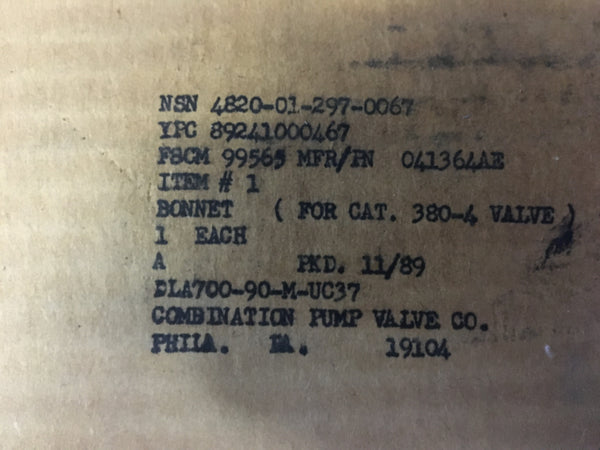 NSN 4820-01-297-0067
YPC 89241000467
FSCM 99565 MFR/PN 041364AE
ITEM # 1
BONNET ( FOR CAT. 380-4 VALVE )
1 EACH
A PKD. 11/89
DLA700-90-M-UC37
COMBINATION PUMP VALVE CO.
PHILA. PA. 19104